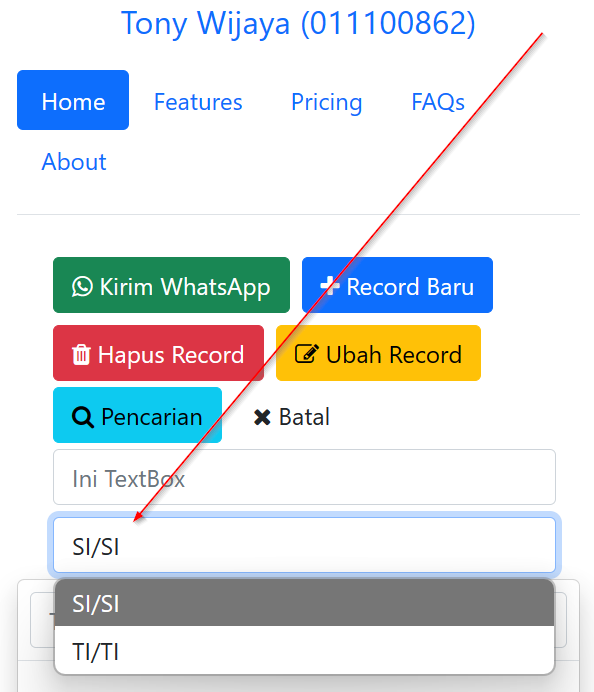 Tony Wijaya (011100862)
Home Features Pricing FAQs
About
Kirim WhatsApp Record Baru
Hapus Record Ubah Record
Pencarian Batal
Ini TextBox
SI/SI
SI/SI
TI/TI